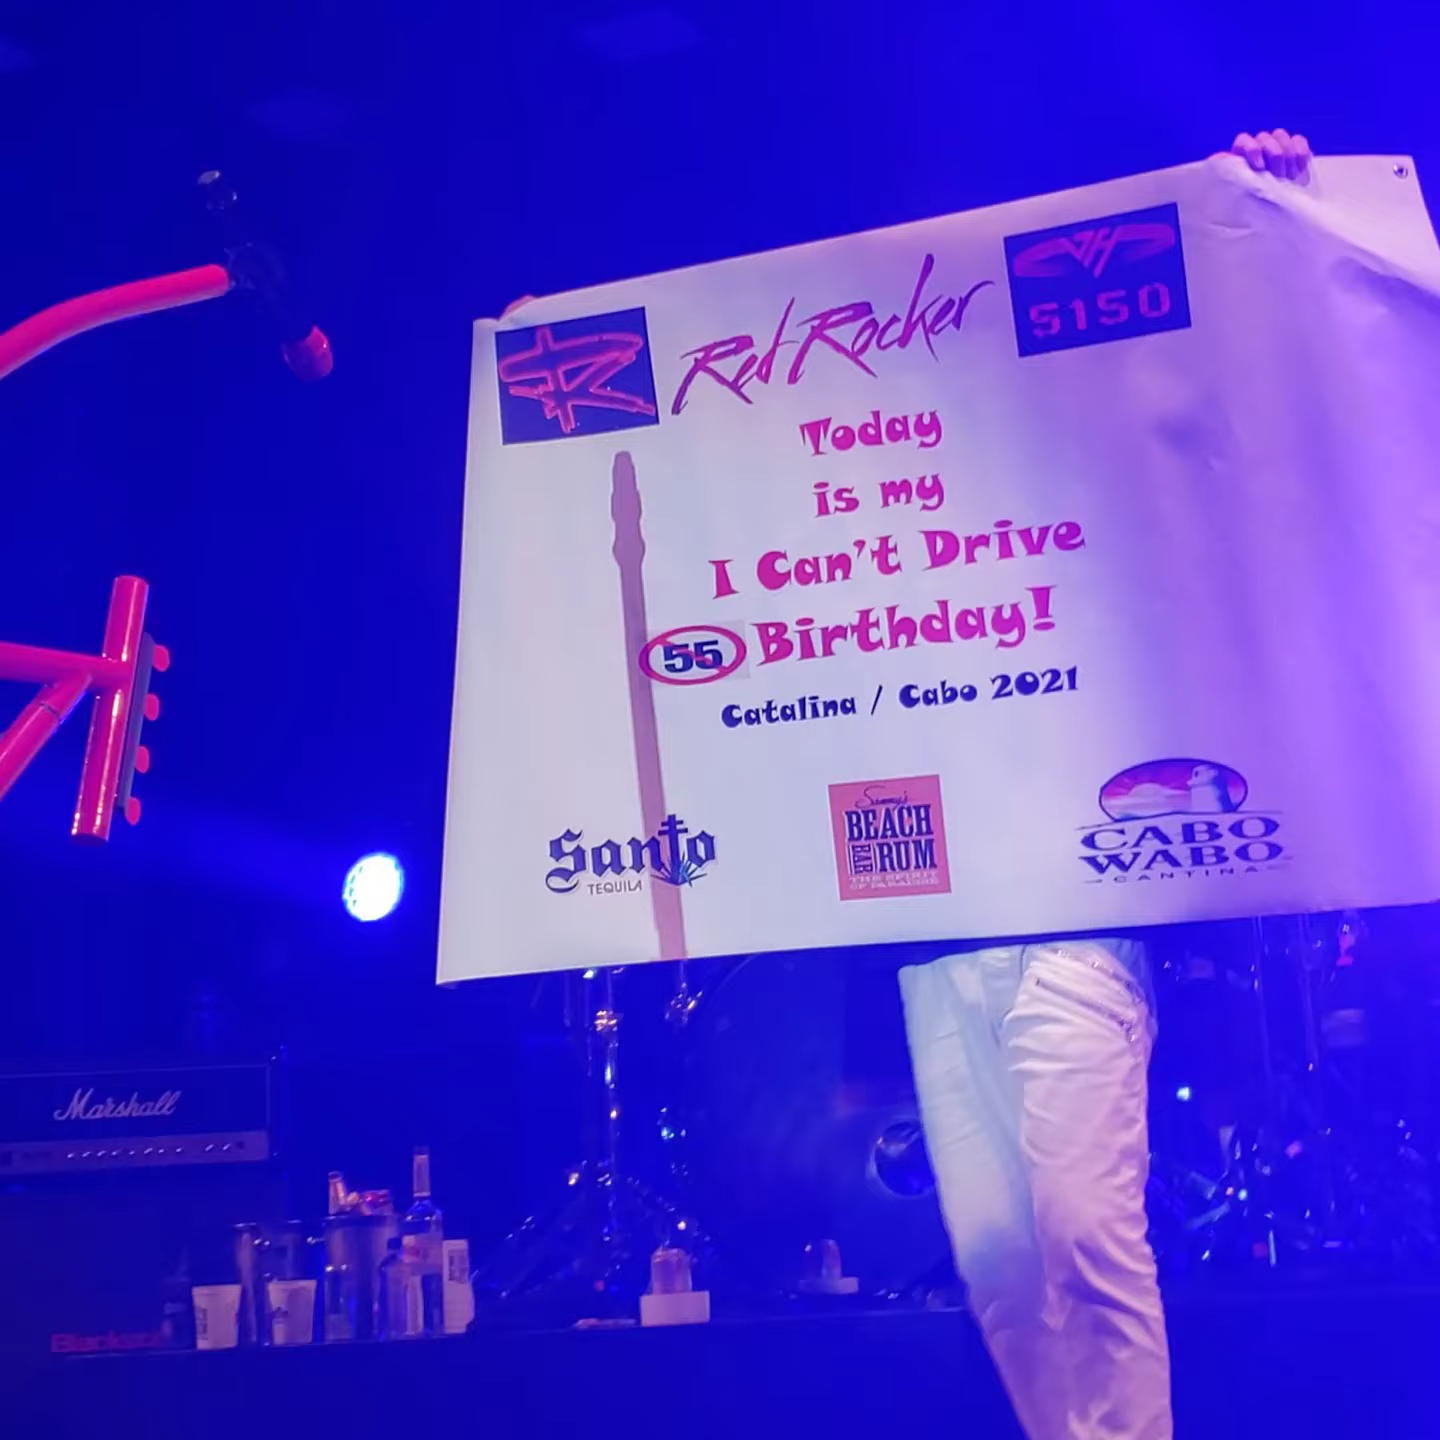 Red Rocker
VH
5150
Today
is my
I Can't Drive
55 Birthday!
Catalina / Cabo 2021
Santo
TEQUILA
Sammy's
BEACH
BAR RUM
THE SPIRIT
OF PARADISE
CABO
WABO
CANTINA
Marshall